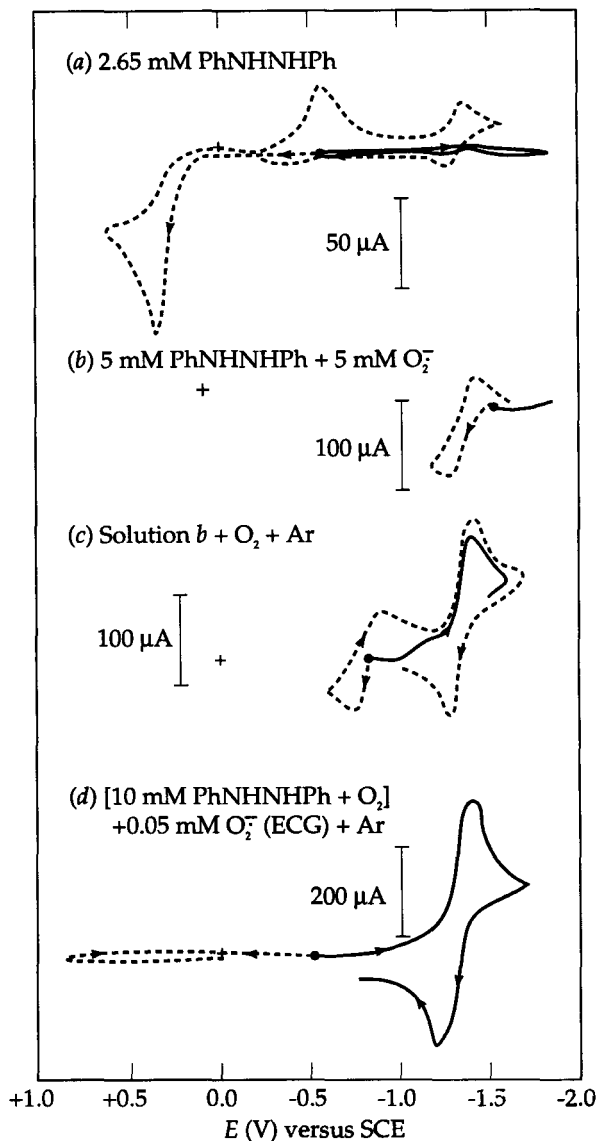 (a) 2.65 mM PhNHNHPh
50 μA
(b) 5 mM PhNHNHPh + 5 mM O₂⁻
100 μA
(c) Solution b + O₂ + Ar
100 μA
(d) [10 mM PhNHNHPh + O₂]
+0.05 mM O₂⁻ (ECG) + Ar
200 μA
+1.0 +0.5 0.0 -0.5 -1.0 -1.5 -2.0
E (V) versus SCE